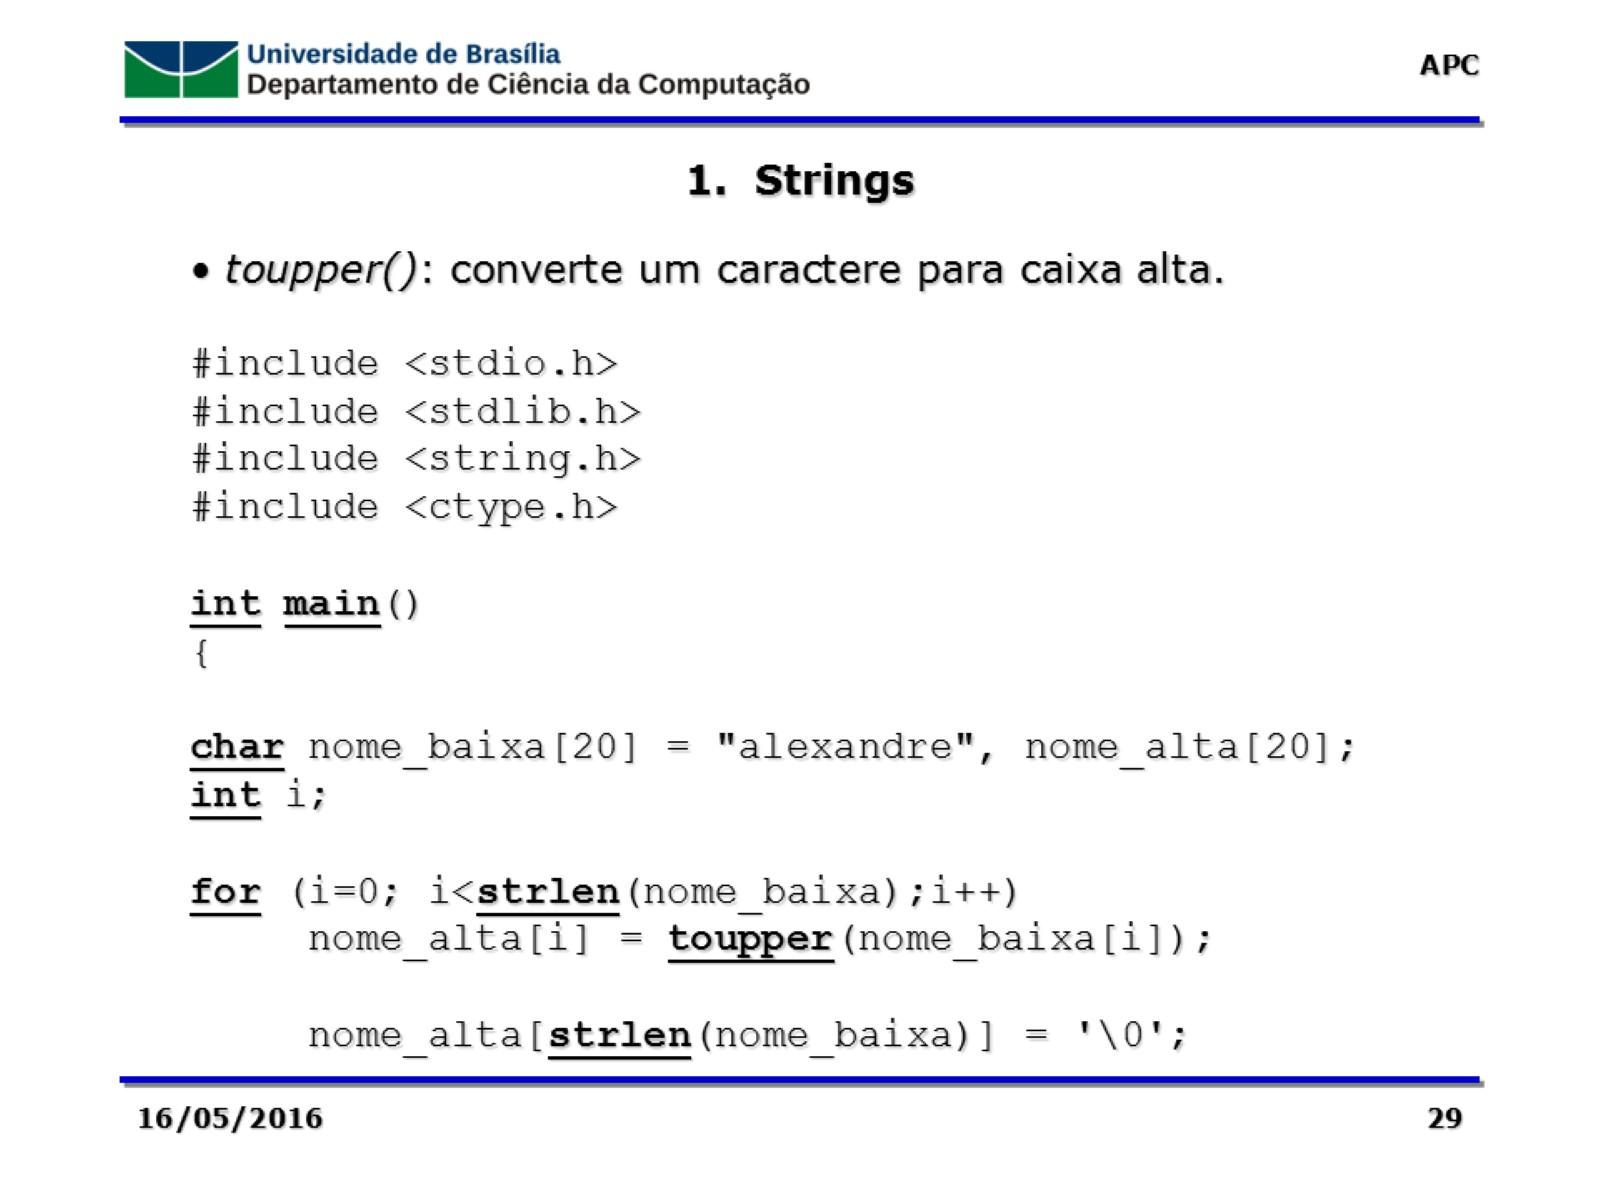 Universidade de Brasília
Departamento de Ciência da Computação
APC
1. Strings
• toupper(): converte um caractere para caixa alta.
#include <stdio.h>
#include <stdlib.h>
#include <string.h>
#include <ctype.h>
int main()
{
char nome_baixa[20] = "alexandre", nome_alta[20];
int i;
for (i=0; i<strlen(nome_baixa);i++)
nome_alta[i] = toupper(nome_baixa[i]);
nome_alta[strlen(nome_baixa)] = '\0';
16/05/2016
29